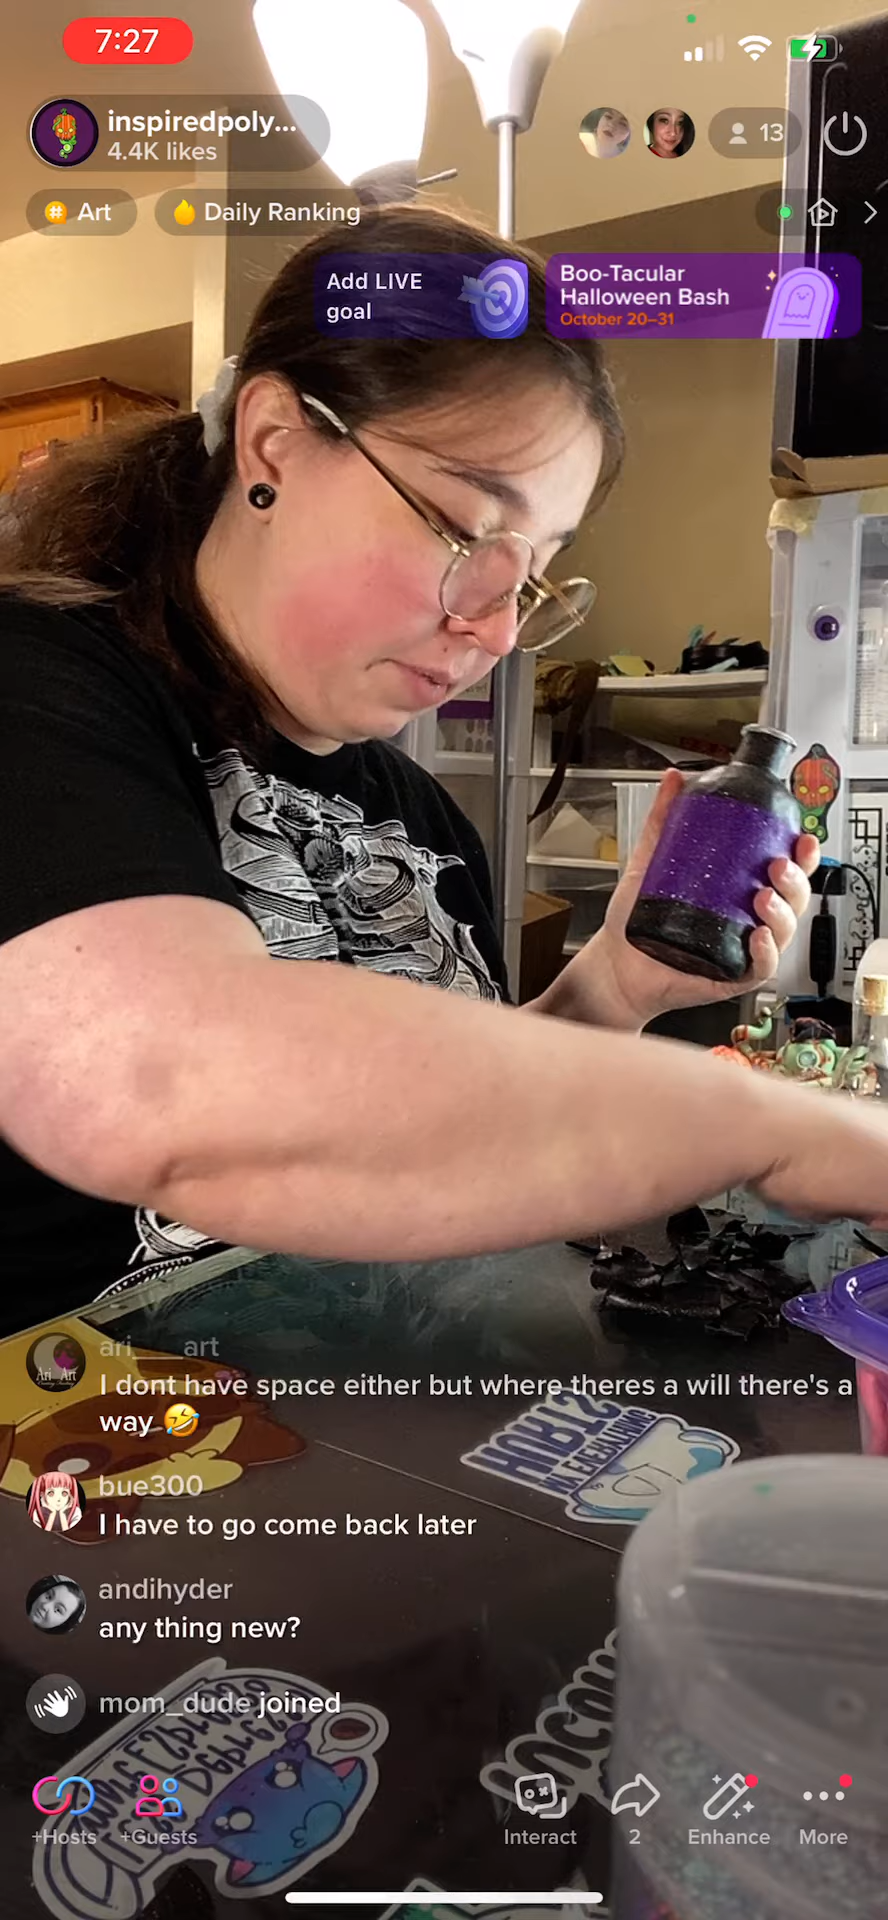 7:27
inspiredpoly...
4.4K likes
13
Art
Daily Ranking
Add LIVE
goal
Boo-Tacular
Halloween Bash
October 20–31
ari___art
I dont have space either but where theres a will there's a
way 🤣
bue300
I have to go come back later
andihyder
any thing new?
mom_dude joined
+Hosts
+Guests
Interact
2
Enhance
More